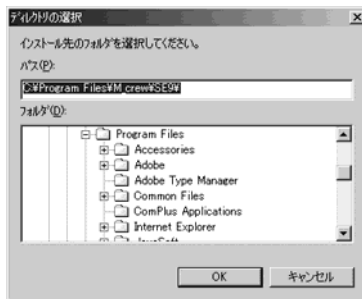 ディレクトリの選択
インストール先のフォルダを選択してください。
パス(P):
C:¥Program Files¥M crew¥SE9¥
フォルダ(D):
Program Files
Accessories
Adobe
Adobe Type Manager
Common Files
ComPlus Applications
Internet Explorer
OK
キャンセル